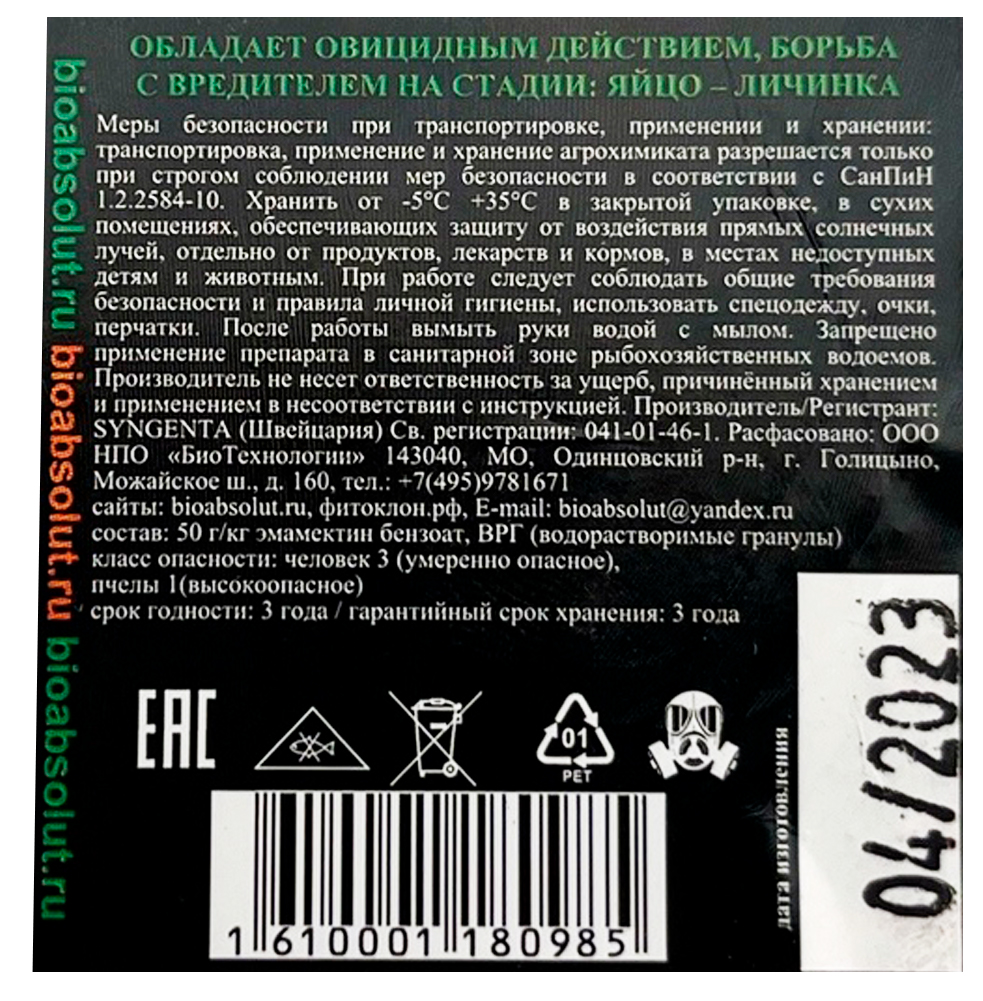 ОБЛАДАЕТ ОВИЦИДНЫМ ДЕЙСТВИЕМ, БОРЬБА
С ВРЕДИТЕЛЕМ НА СТАДИИ: ЯЙЦО – ЛИЧИНКА
Меры безопасности при транспортировке, применении и хранении:
транспортировка, применение и хранение агрохимиката разрешается только
при строгом соблюдении мер безопасности в соответствии с СанПиН
1.2.2584-10. Хранить от -5°С +35°С в закрытой упаковке, в сухих
помещениях, обеспечивающих защиту от воздействия прямых солнечных
лучей, отдельно от продуктов, лекарств и кормов, в местах недоступных
детям и животным. При работе следует соблюдать общие требования
безопасности и правила личной гигиены, использовать спецодежду, очки,
перчатки. После работы вымыть руки водой с мылом. Запрещено
применение препарата в санитарной зоне рыбохозяйственных водоемов.
Производитель не несет ответственность за ущерб, причинённый хранением
и применением в несоответствии с инструкцией. Производитель/Регистрант:
SYNGENTA (Швейцария) Св. регистрации: 041-01-46-1. Расфасовано: ООО
НПО «БиоТехнологии» 143040, МО, Одинцовский р-н, г. Голицыно,
Можайское ш., д. 160, тел.: +7(495)9781671
сайты: bioabsolut.ru, фитоклон.рф, E-mail: bioabsolut@yandex.ru
состав: 50 г/кг эмамектин бензоат, ВРГ (водорастворимые гранулы)
класс опасности: человек 3 (умеренно опасное),
пчелы 1(высокоопасное)
срок годности: 3 года / гарантийный срок хранения: 3 года
bioabsolut.ru bioabsolut.ru bioabsolut.ru
EAC
01
PET
1 610001 180985
дата изготовления
04/2023